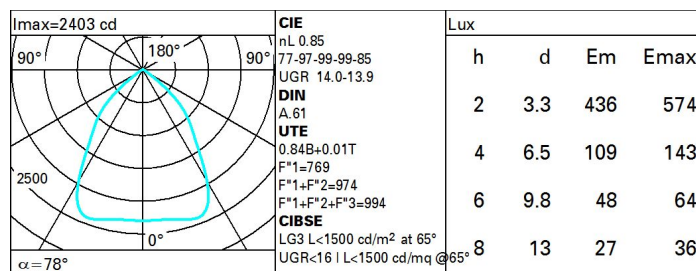 Imax=2403 cd
90°
180°
90°
2500
0°
α=78°
CIE
nL 0.85
77-97-99-99-85
UGR 14.0-13.9
DIN
A.61
UTE
0.84B+0.01T
F"1=769
F"1+F"2=974
F"1+F"2+F"3=994
CIBSE
LG3 L<1500 cd/m² at 65°
UGR<16 | L<1500 cd/mq @65°
Lux
h d Em Emax
2 3.3 436 574
4 6.5 109 143
6 9.8 48 64
8 13 27 36